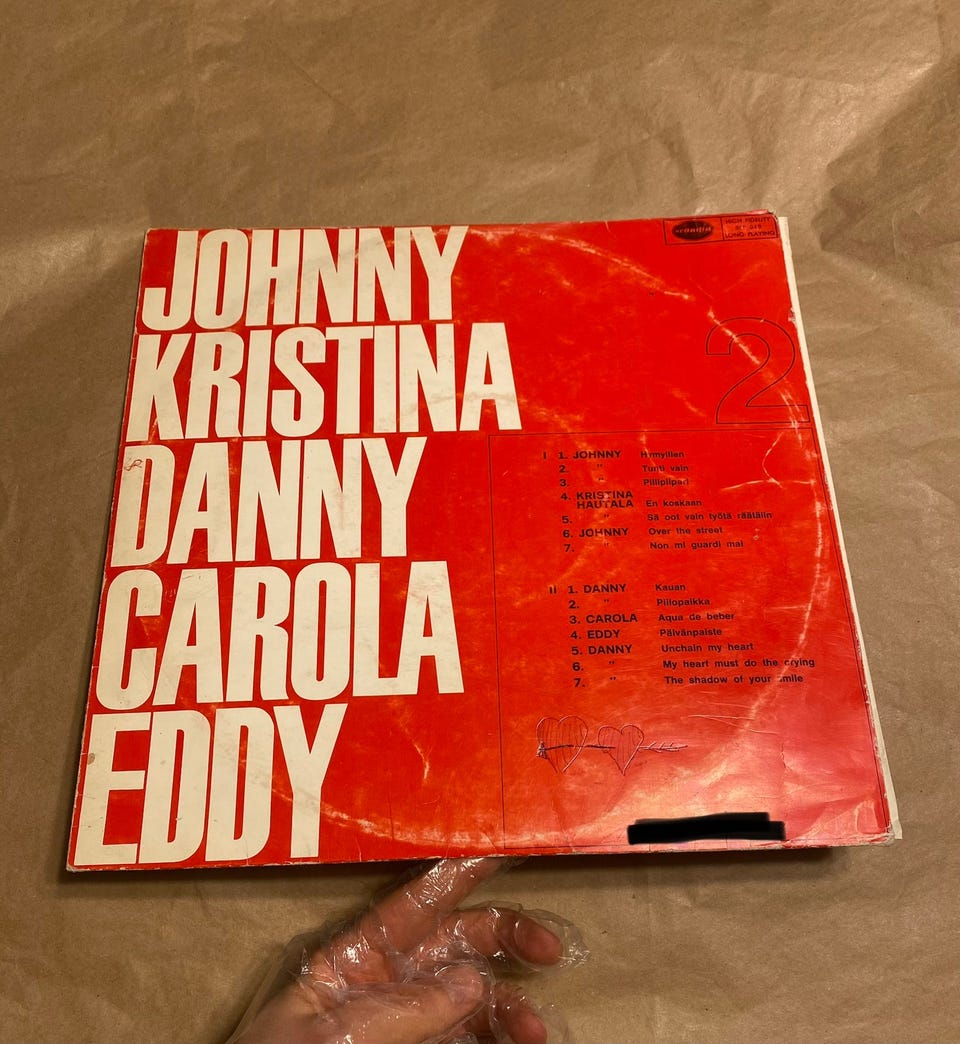 scandia
HIGH FIDELITY
SLP 549
LONG PLAYING
JOHNNY
KRISTINA
DANNY
CAROLA
EDDY
2
I 1. JOHNNY Hymyillen
2. " Tunti vain
3. " Piilipiipari
4. KRISTINA
HAUTALA En koskaan
5. " Sä oot vain työtä räätälin
6. JOHNNY Over the street
7. " Non mi guardi mai
II 1. DANNY Kauan
2. " Piilopaikka
3. CAROLA Aqua de beber
4. EDDY Päivänpaiste
5. DANNY Unchain my heart
6. " My heart must do the crying
7. " The shadow of your smile